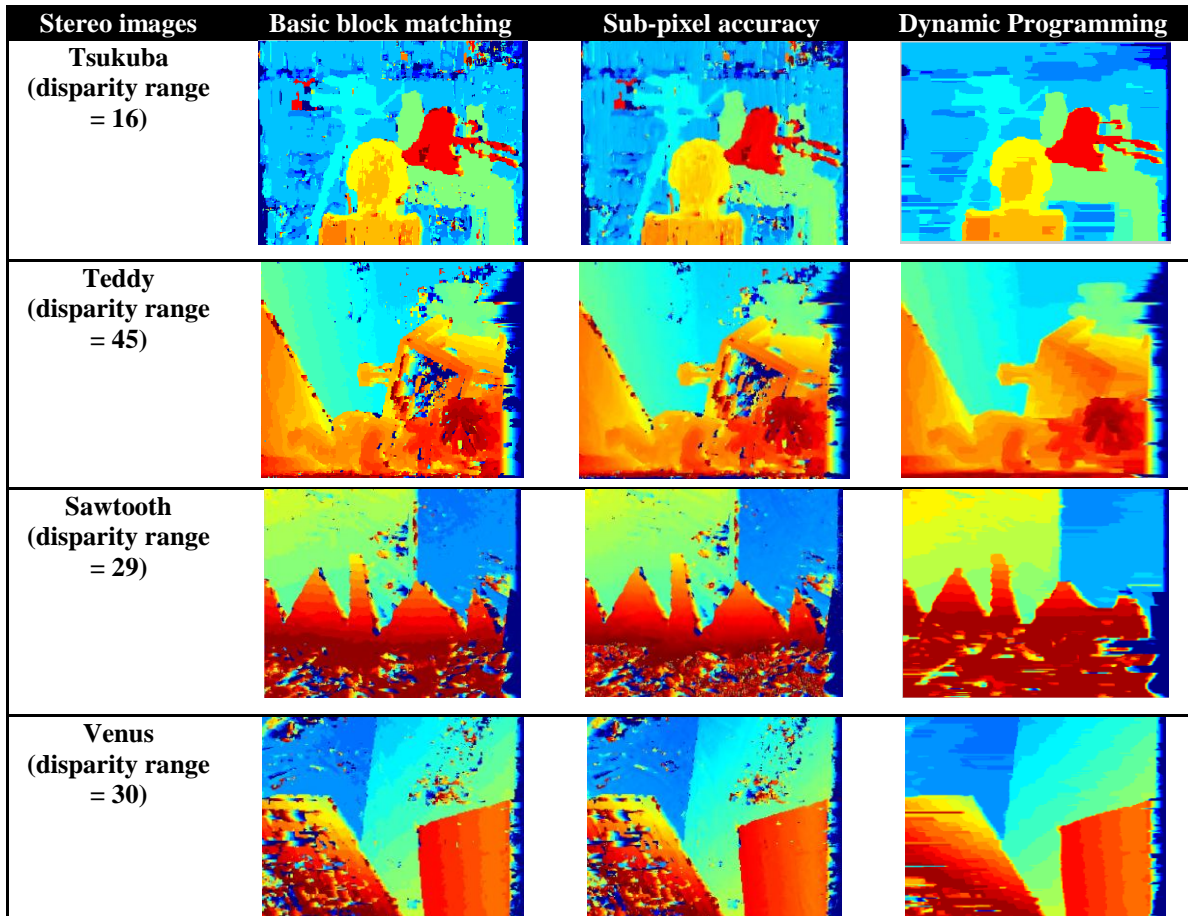 Stereo images Basic block matching Sub-pixel accuracy Dynamic Programming
Tsukuba
(disparity range
= 16)
Teddy
(disparity range
= 45)
Sawtooth
(disparity range
= 29)
Venus
(disparity range
= 30)